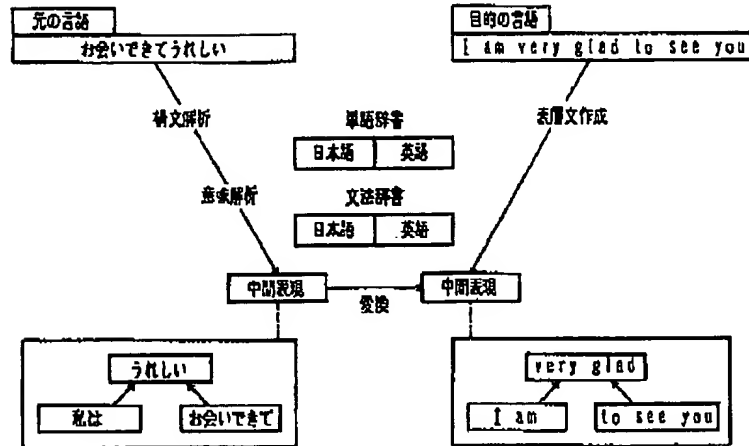 元の言語
お会いできてうれしい
目的の言語
I am very glad to see you
構文解析
単語辞書
表層文作成
日本語
英語
意味解析
文法辞書
日本語
英語
中間表現
変換
中間表現
うれしい
私は
お会いできて
very glad
I am
to see you